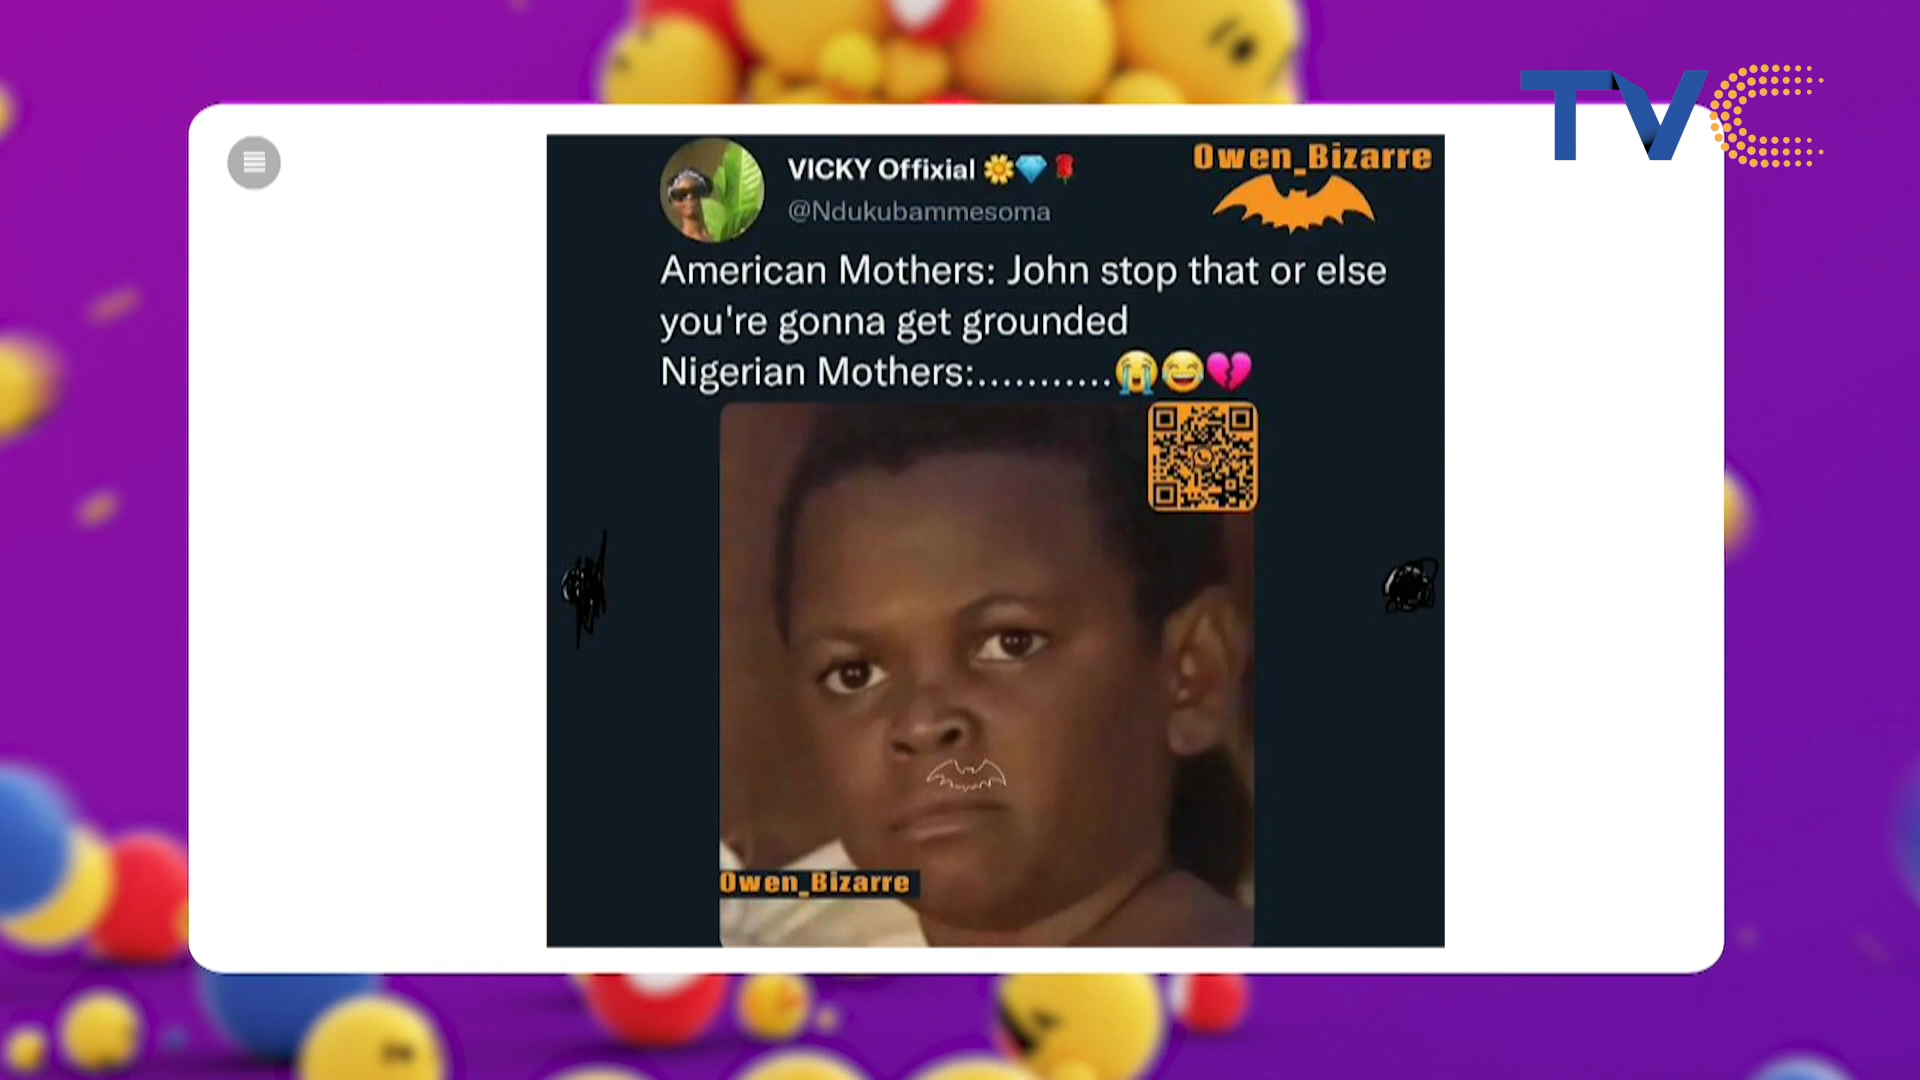 TVC
VICKY Offixial 🌼💎🌹
@Ndukubammesoma
Owen_Bizarre
American Mothers: John stop that or else
you're gonna get grounded
Nigerian Mothers:............😭😂💔
Owen_Bizarre